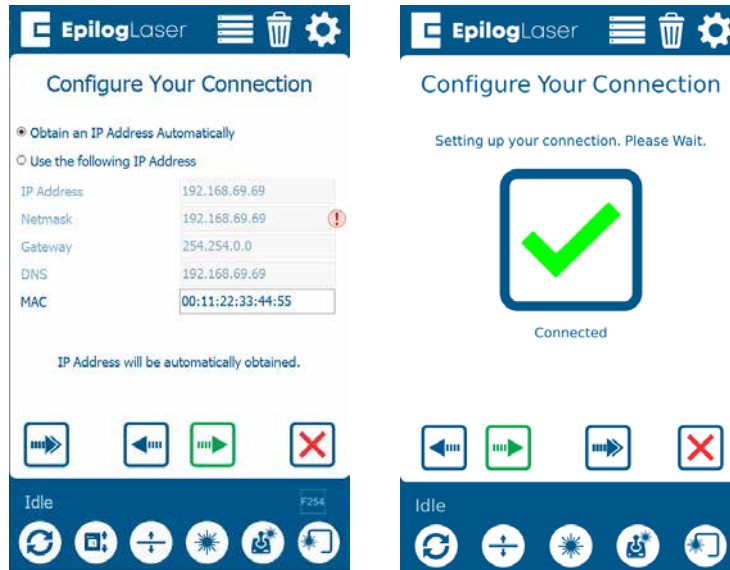 EpilogLaser
Configure Your Connection
Obtain an IP Address Automatically
Use the following IP Address
IP Address 192.168.69.69
Netmask 192.168.69.69
Gateway 254.254.0.0
DNS 192.168.69.69
MAC 00:11:22:33:44:55
IP Address will be automatically obtained.
Idle F254
EpilogLaser
Configure Your Connection
Setting up your connection. Please Wait.
Connected
Idle